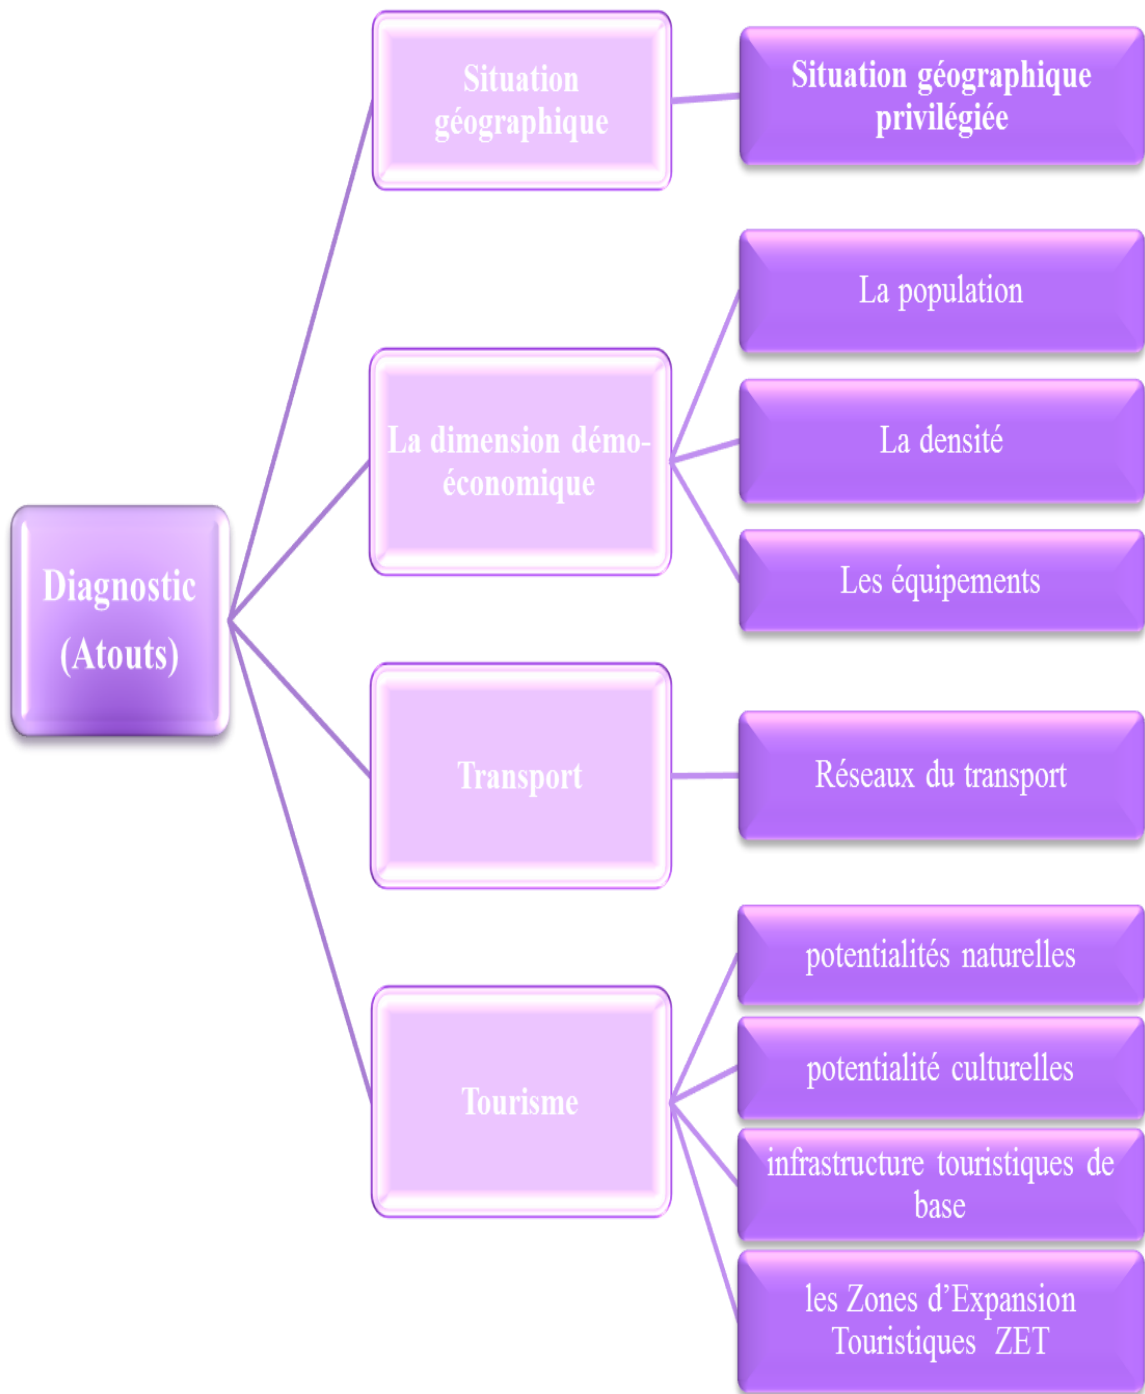 Situation
géographique
Situation géographique
privilégiée
La population
La dimension démo-
économique
La densité
Les équipements
Diagnostic
(Atouts)
Transport
Réseaux du transport
potentialités naturelles
Tourisme
potentialité culturelles
infrastructure touristiques de
base
les Zones d’Expansion
Touristiques ZET